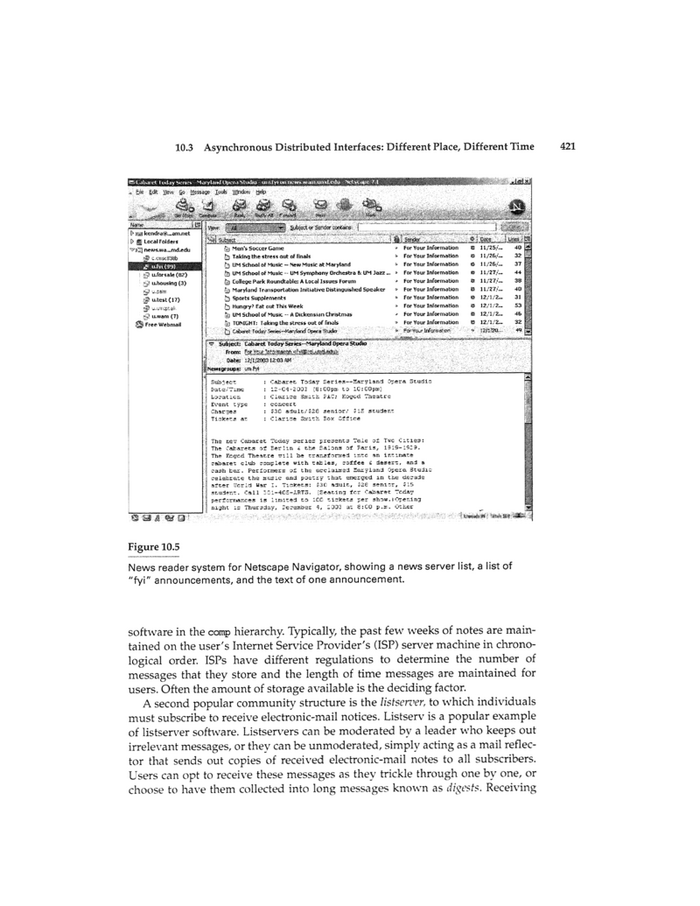 10.3 Asynchronous Distributed Interfaces: Different Place, Different Time 421
Cabaret Today Series--Maryland Opera Studio
File Edit View Go Message Tools Window Help
Name
View: All Subject or Sender contains:
Subject Sender Date Lines
Local Folders
u.fyi (99)
u.forsale (82)
u.housing (3)
u.test (17)
u.wam (7)
Free Webmail
Men's Soccer Game For Your Information 11/25/... 40
Taking the stress out of finals For Your Information 11/26/... 32
UM School of Music -- New Music at Maryland For Your Information 11/26/... 37
UM School of Music -- UM Symphony Orchestra & UM Jazz ... For Your Information 11/27/... 44
College Park Roundtable: A Local Issues Forum For Your Information 11/27/... 39
Maryland Transportation Initiative Distinguished Speaker For Your Information 11/27/... 40
Sports Supplements For Your Information 12/1/2... 31
Hungry? Eat out This Week For Your Information 12/1/2... 53
UM School of Music -- A Dickensian Christmas For Your Information 12/1/2... 46
TONIGHT: Taking the stress out of finals For Your Information 12/1/2... 32
Cabaret Today Series--Maryland Opera Studio For Your Information
Subject: Cabaret Today Series--Maryland Opera Studio
From: For Your Information
Date: 12/1/2003 12:03 AM
Newsgroups: um.fyi
Subject : Cabaret Today Series--Maryland Opera Studio
Date/Time : 12-04-2003 (8:00pm to 10:00pm)
Location : Clarice Smith PAC; Kogod Theatre
Event type : concert
Charges : $30 adult/$28 senior/ $15 student
Tickets at : Clarice Smith Box Office
The new Cabaret Today series presents Tale of Two Cities:
The Cabarets of Berlin & the Salons of Paris, 1919-1929.
The Kogod Theatre will be transformed into an intimate
cabaret club complete with tables, coffee & desert, and a
cash bar. Performers of the acclaimed Maryland Opera Studio
celebrate the music and poetry that emerged in the decade
after World War I. Tickets: $30 adult, $28 senior, $15
student. Call 301-405-ARTS. (Seating for Cabaret Today
performances is limited to 100 tickets per show.)Opening
night is Thursday, December 4, 2003 at 8:00 p.m. Other
Figure 10.5
News reader system for Netscape Navigator, showing a news server list, a list of
"fyi" announcements, and the text of one announcement.
software in the comp hierarchy. Typically, the past few weeks of notes are main-
tained on the user's Internet Service Provider's (ISP) server machine in chrono-
logical order. ISPs have different regulations to determine the number of
messages that they store and the length of time messages are maintained for
users. Often the amount of storage available is the deciding factor.
A second popular community structure is the listserver, to which individuals
must subscribe to receive electronic-mail notices. Listserv is a popular example
of listserver software. Listservers can be moderated by a leader who keeps out
irrelevant messages, or they can be unmoderated, simply acting as a mail reflec-
tor that sends out copies of received electronic-mail notes to all subscribers.
Users can opt to receive these messages as they trickle through one by one, or
choose to have them collected into long messages known as digests. Receiving